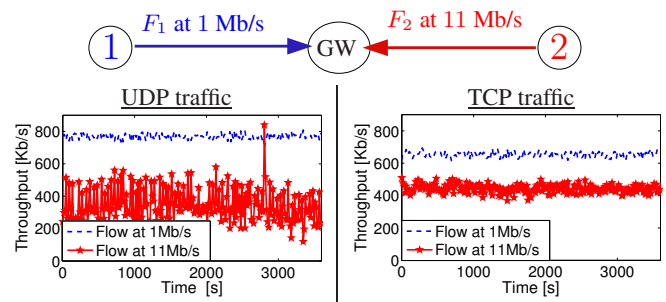 F1 at 1 Mb/s
F2 at 11 Mb/s
1
GW
2
UDP traffic
TCP traffic
Throughput [Kb/s]
800
600
400
200
0
Flow at 1Mb/s
Flow at 11Mb/s
0
1000
2000
3000
Time [s]
Throughput [Kb/s]
800
600
400
200
0
Flow at 1Mb/s
Flow at 11Mb/s
0
1000
2000
3000
Time [s]